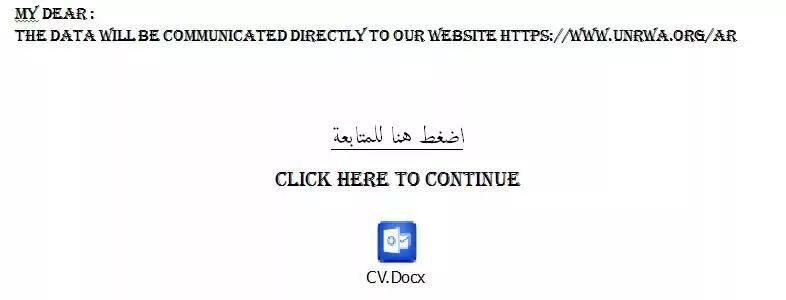 MY DEAR :
THE DATA WILL BE COMMUNICATED DIRECTLY TO OUR WEBSITE HTTPS://WWW.UNRWA.ORG/AR
اضغط هنا للمتابعة
CLICK HERE TO CONTINUE
CV.Docx